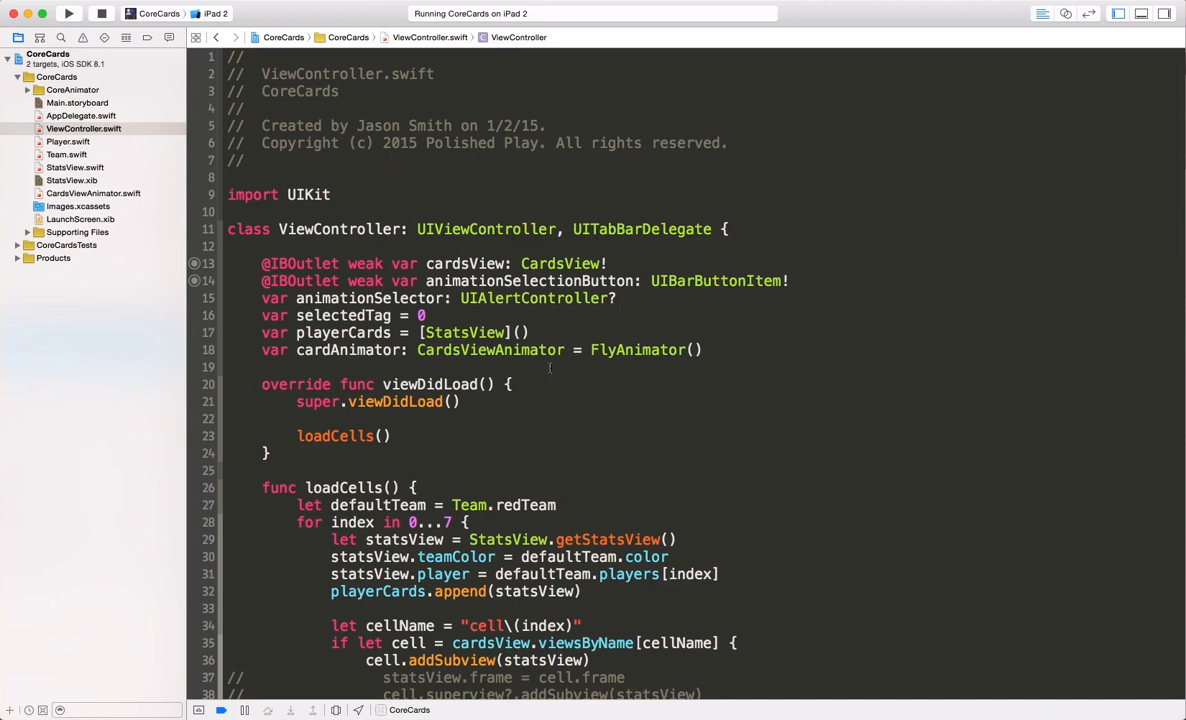 CoreCards iPad 2 Running CoreCards on iPad 2
CoreCards CoreCards ViewController.swift ViewController
CoreCards
2 targets, iOS SDK 8.1
CoreCards
CoreAnimator
Main.storyboard
AppDelegate.swift
ViewController.swift
Player.swift
Team.swift
StatsView.swift
StatsView.xib
CardsViewAnimator.swift
Images.xcassets
LaunchScreen.xib
Supporting Files
CoreCardsTests
Products
1 //
2 // ViewController.swift
3 // CoreCards
4 //
5 // Created by Jason Smith on 1/2/15.
6 // Copyright (c) 2015 Polished Play. All rights reserved.
7 //
8
9 import UIKit
10
11 class ViewController: UIViewController, UITabBarDelegate {
12
13 @IBOutlet weak var cardsView: CardsView!
14 @IBOutlet weak var animationSelectionButton: UIBarButtonItem!
15 var animationSelector: UIAlertController?
16 var selectedTag = 0
17 var playerCards = [StatsView]()
18 var cardAnimator: CardsViewAnimator = FlyAnimator()
19
20 override func viewDidLoad() {
21 super.viewDidLoad()
22
23 loadCells()
24 }
25
26 func loadCells() {
27 let defaultTeam = Team.redTeam
28 for index in 0...7 {
29 let statsView = StatsView.getStatsView()
30 statsView.teamColor = defaultTeam.color
31 statsView.player = defaultTeam.players[index]
32 playerCards.append(statsView)
33
34 let cellName = "cell\(index)"
35 if let cell = cardsView.viewsByName[cellName] {
36 cell.addSubview(statsView)
37 // statsView.frame = cell.frame
38 // cell.superview?.addSubview(statsView)
CoreCards